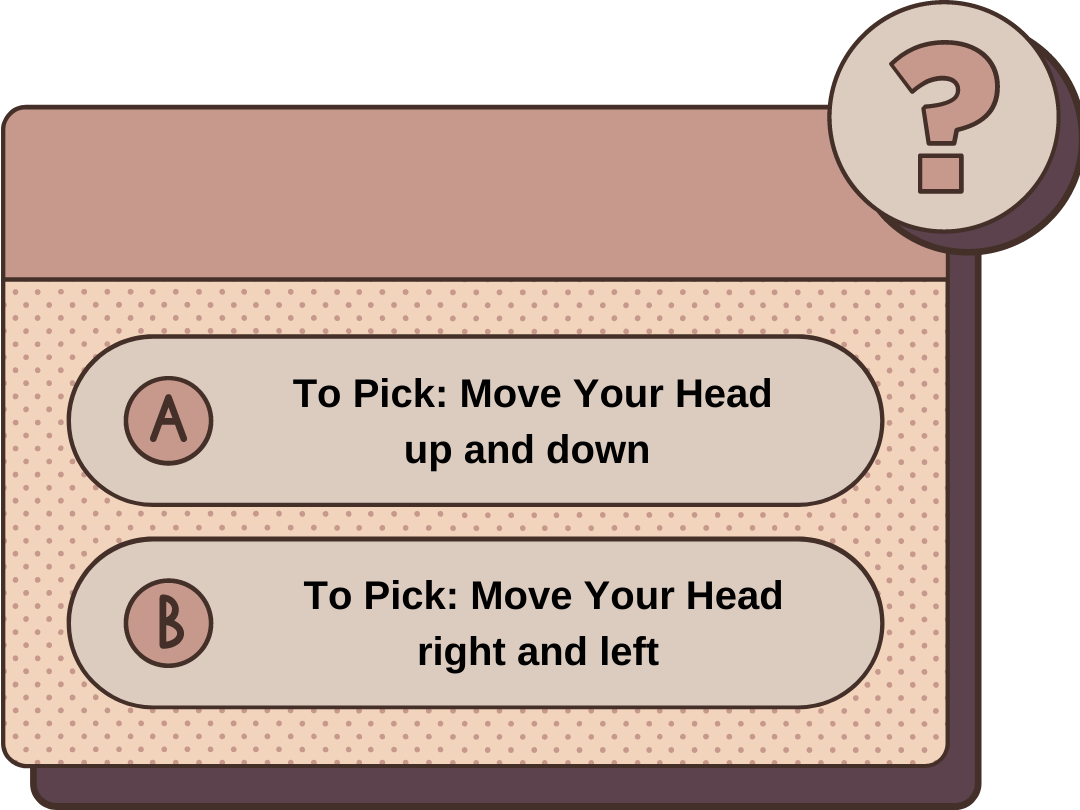 ?
A
To Pick: Move Your Head
up and down
B
To Pick: Move Your Head
right and left